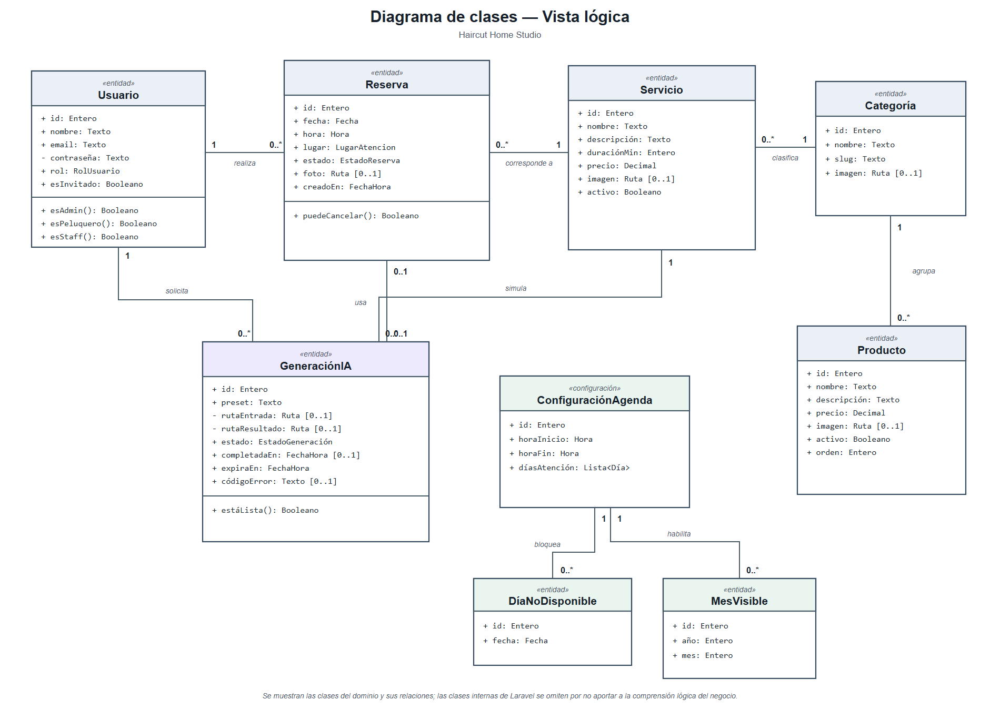 Diagrama de clases — Vista lógica
Haircut Home Studio
«entidad»
Usuario
+ id: Entero
+ nombre: Texto
+ email: Texto
- contraseña: Texto
+ rol: RolUsuario
+ esInvitado: Booleano
+ esAdmin(): Booleano
+ esPeluquero(): Booleano
+ esStaff(): Booleano
1
realiza
0..*
«entidad»
Reserva
+ id: Entero
+ fecha: Fecha
+ hora: Hora
+ lugar: LugarAtencion
+ estado: EstadoReserva
+ foto: Ruta [0..1]
+ creadoEn: FechaHora
+ puedeCancelar(): Booleano
0..*
corresponde a
1
«entidad»
Servicio
+ id: Entero
+ nombre: Texto
+ descripción: Texto
+ duraciónMin: Entero
+ precio: Decimal
+ imagen: Ruta [0..1]
+ activo: Booleano
0..*
clasifica
1
«entidad»
Categoría
+ id: Entero
+ nombre: Texto
+ slug: Texto
+ imagen: Ruta [0..1]
1
solicita
0..*
0..1
usa
0..1
1
simula
1
agrupa
0..*
«entidad»
GeneraciónIA
+ id: Entero
+ preset: Texto
- rutaEntrada: Ruta [0..1]
- rutaResultado: Ruta [0..1]
+ estado: EstadoGeneración
+ completadaEn: FechaHora [0..1]
+ expiraEn: FechaHora
+ códigoError: Texto [0..1]
+ estáLista(): Booleano
«configuración»
ConfiguraciónAgenda
+ id: Entero
+ horaInicio: Hora
+ horaFin: Hora
+ díasAtención: Lista<Día>
«entidad»
Producto
+ id: Entero
+ nombre: Texto
+ descripción: Texto
+ precio: Decimal
+ imagen: Ruta [0..1]
+ activo: Booleano
+ orden: Entero
1
bloquea
0..*
1
habilita
0..*
«entidad»
DíaNoDisponible
+ id: Entero
+ fecha: Fecha
«entidad»
MesVisible
+ id: Entero
+ año: Entero
+ mes: Entero
Se muestran las clases del dominio y sus relaciones; las clases internas de Laravel se omiten por no aportar a la comprensión lógica del negocio.